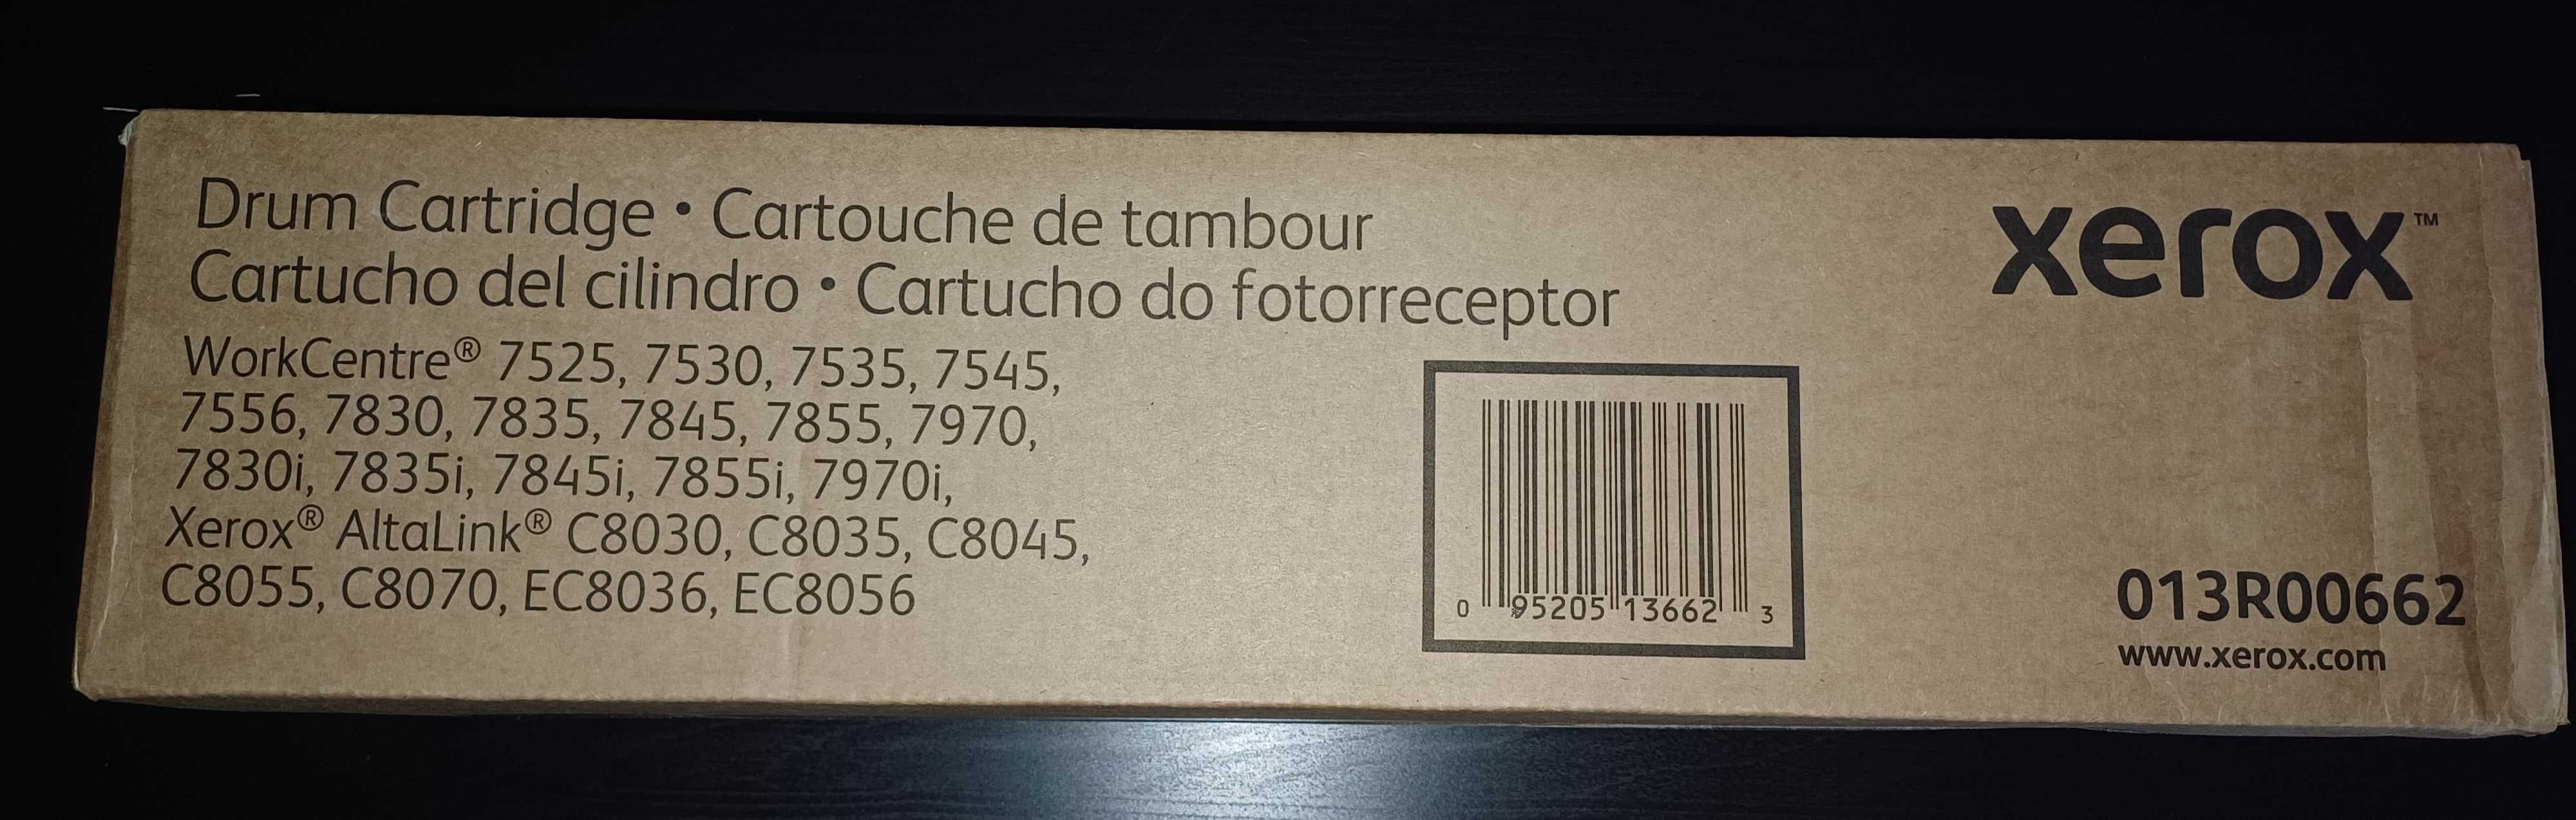 Drum Cartridge • Cartouche de tambour
Cartucho del cilindro • Cartucho do fotorreceptor
WorkCentre® 7525, 7530, 7535, 7545,
7556, 7830, 7835, 7845, 7855, 7970,
7830i, 7835i, 7845i, 7855i, 7970i,
Xerox® AltaLink® C8030, C8035, C8045,
C8055, C8070, EC8036, EC8056
0 95205 13662 3
xerox™
013R00662
www.xerox.com